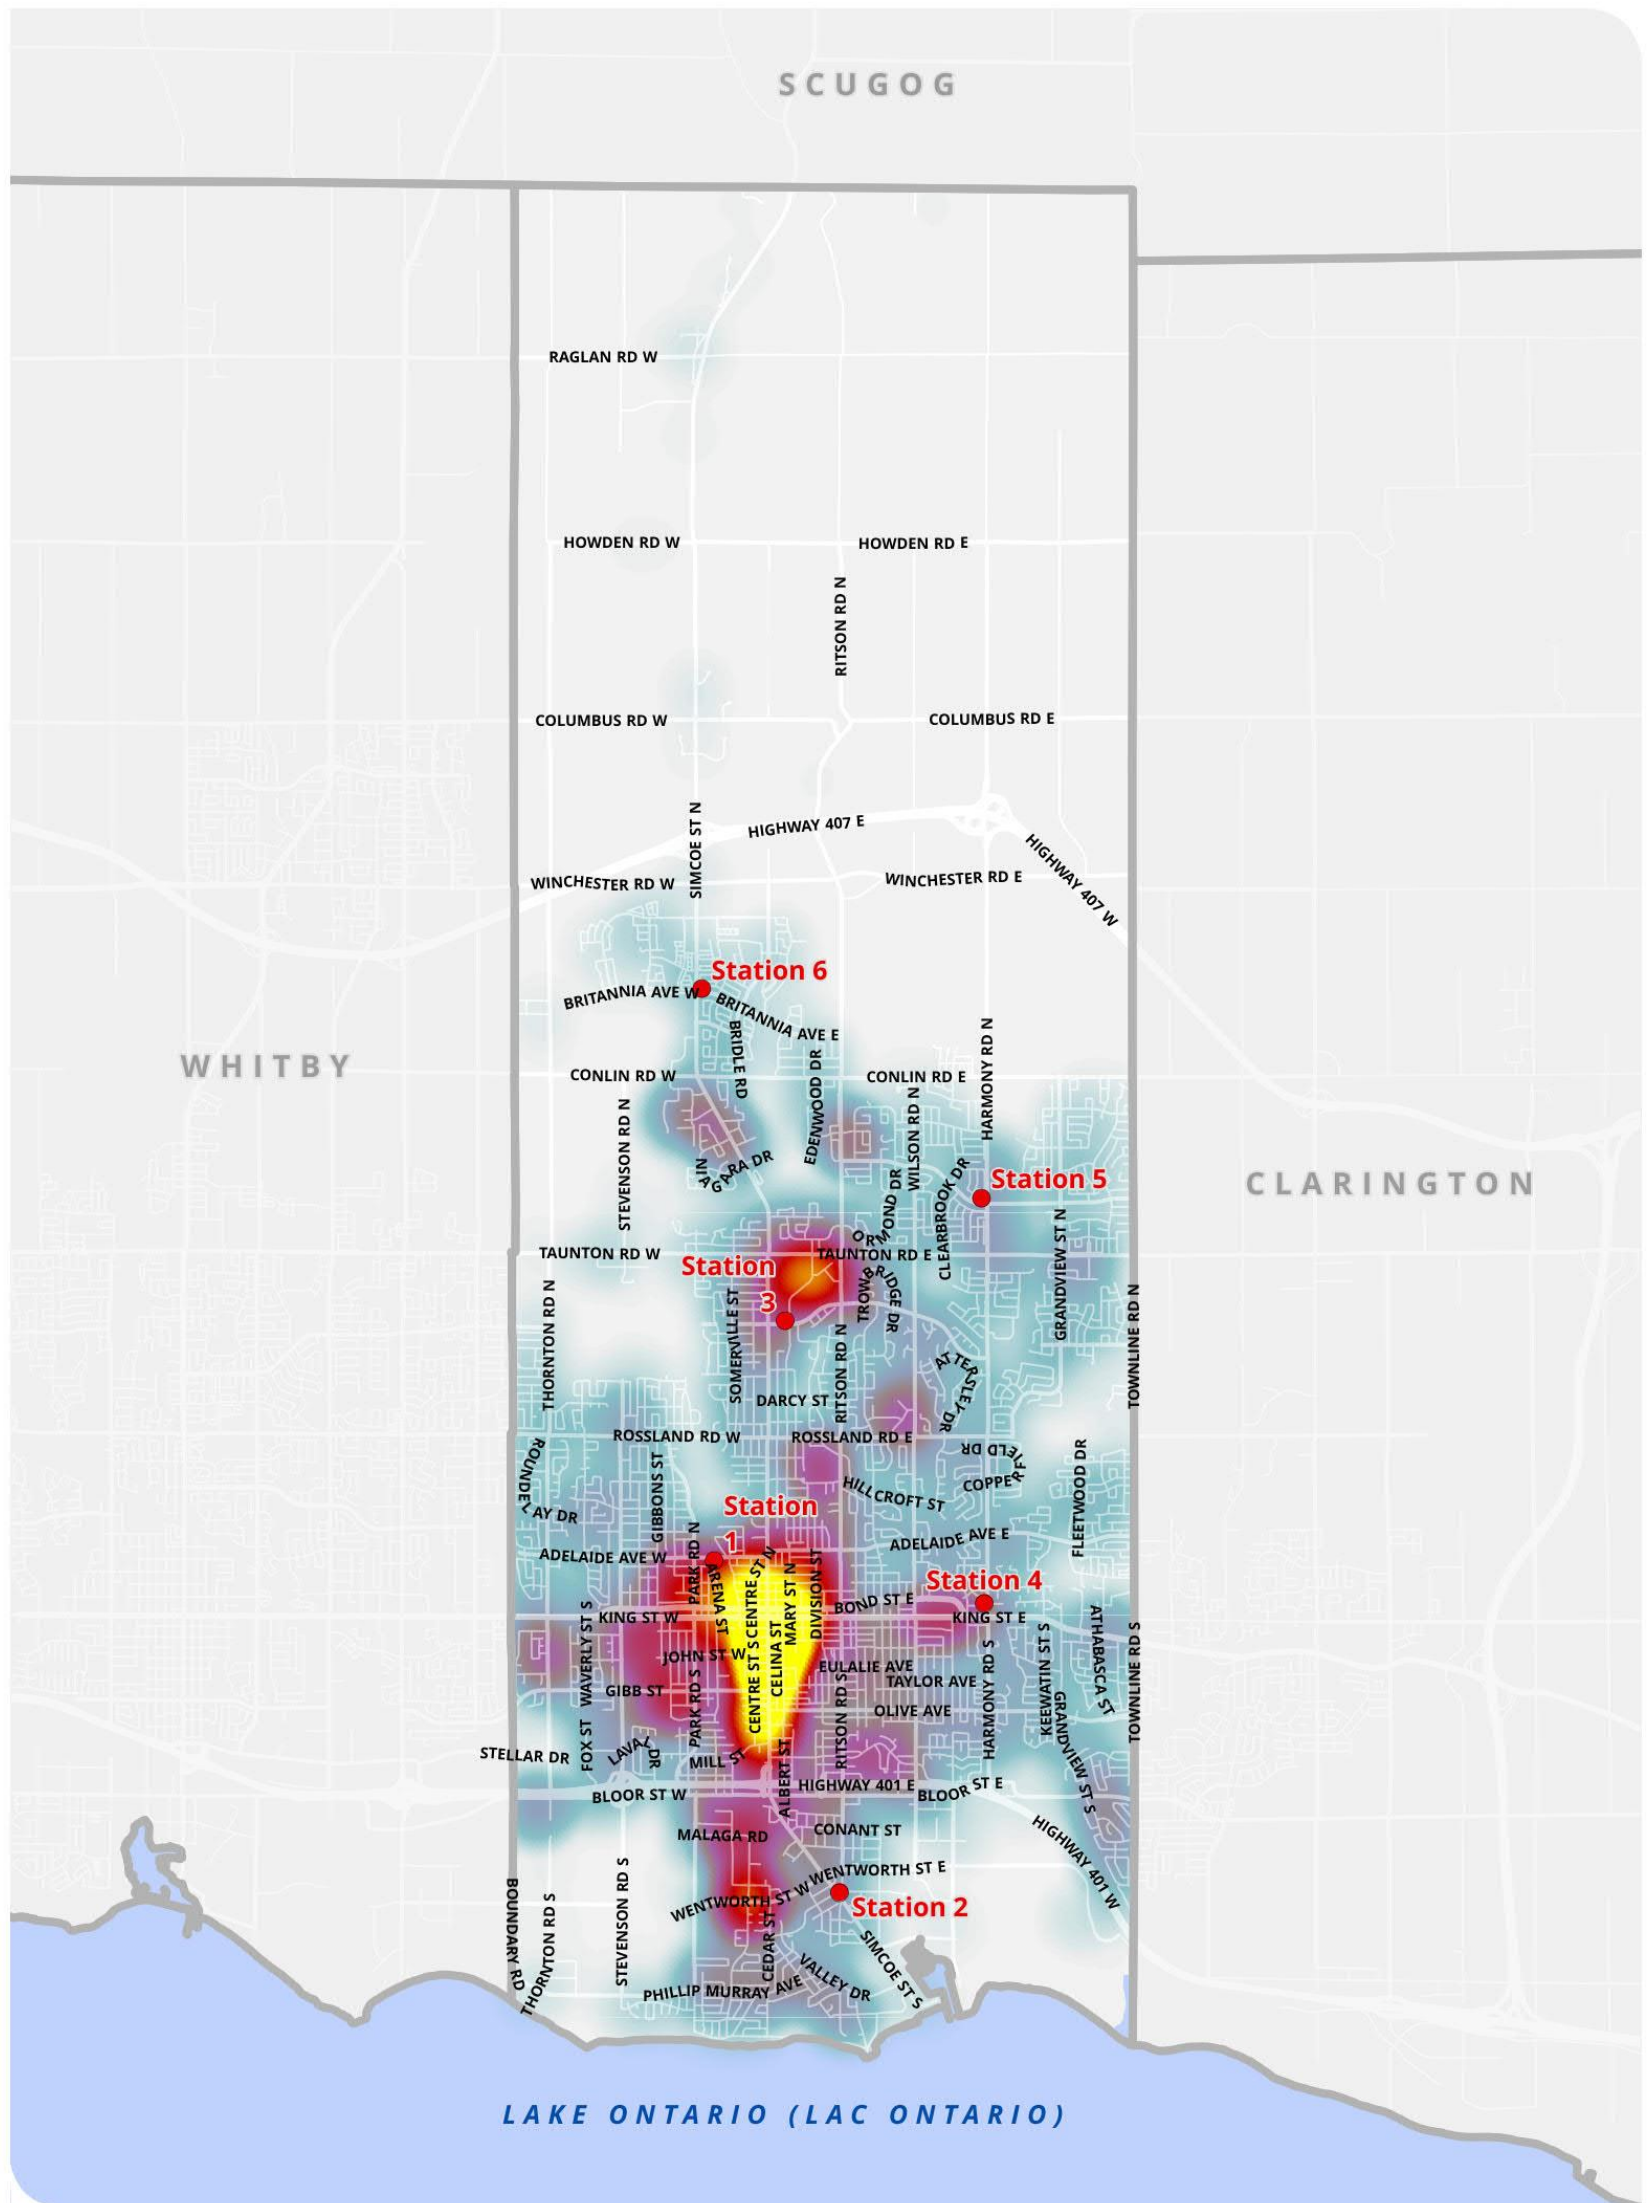 SCUGOG
RAGLAN RD W
HOWDEN RD W
HOWDEN RD E
RITSON RD N
COLUMBUS RD W
COLUMBUS RD E
SIMCOE ST N
HIGHWAY 407 E
HIGHWAY 407 W
WINCHESTER RD W
WINCHESTER RD E
Station 6
BRITANNIA AVE W
BRITANNIA AVE E
BRIDLE RD
EDENWOOD DR
HARMONY RD N
WHITBY
CONLIN RD W
CONLIN RD E
STEVENSON RD N
WILSON RD N
NIAGARA DR
CLEARBROOK DR
Station 5
CLARINGTON
ORMOND DR
GRANDVIEW ST N
TAUNTON RD W
TAUNTON RD E
Station
3
TROWBRIDGE DR
THORNTON RD N
SOMERVILLE ST
RITSON RD N
TOWNLINE RD N
ATTERSLEY DR
DARCY ST
ROSSLAND RD W
ROSSLAND RD E
ROUNDELAY DR
GIBBONS ST
COPPERFIELD DR
FLEETWOOD DR
HILLCROFT ST
Station
1
ADELAIDE AVE W
ADELAIDE AVE E
PARK RD N
ARENA ST
CENTRE ST N
MARY ST N
DIVISION ST
Station 4
BOND ST E
KING ST W
KING ST E
WAVERLY ST S
JOHN ST W
CENTRE ST S
CELINA ST
EULALIE AVE
TAYLOR AVE
HARMONY RD S
KEEWATIN ST S
ATHABASCA ST
TOWNLINE RD S
GIBB ST
PARK RD S
RITSON RD S
OLIVE AVE
GRANDVIEW ST S
STELLAR DR
FOX ST
LAVAL DR
MILL ST
ALBERT ST
HIGHWAY 401 E
BLOOR ST W
BLOOR ST E
MALAGA RD
CONANT ST
HIGHWAY 401 W
WENTWORTH ST W
WENTWORTH ST E
Station 2
BOUNDARY RD
THORNTON RD S
STEVENSON RD S
CEDAR ST
SIMCOE ST S
VALLEY DR
PHILLIP MURRAY AVE
LAKE ONTARIO (LAC ONTARIO)